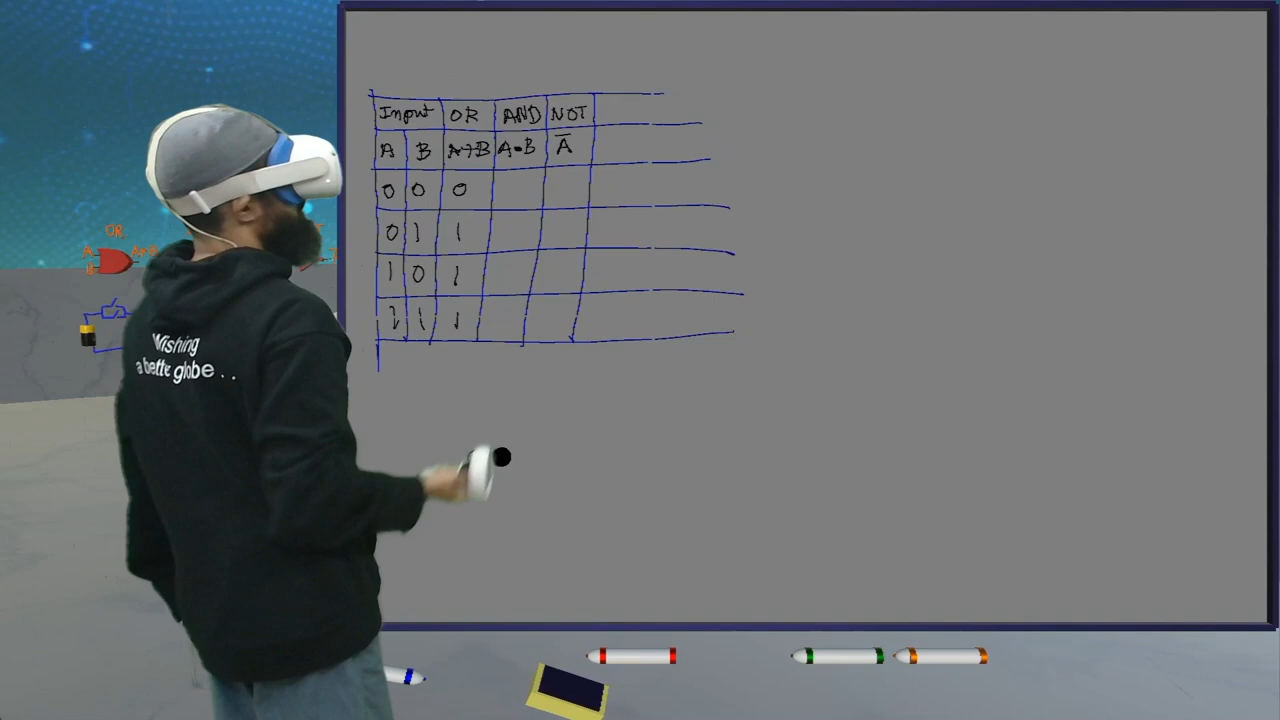 Input OR AND NOT
A B A+B A•B A̅
0 0 0
0 1 1
1 0 1
1 1 1
OR
A
B
Wishing
a bette globe . .